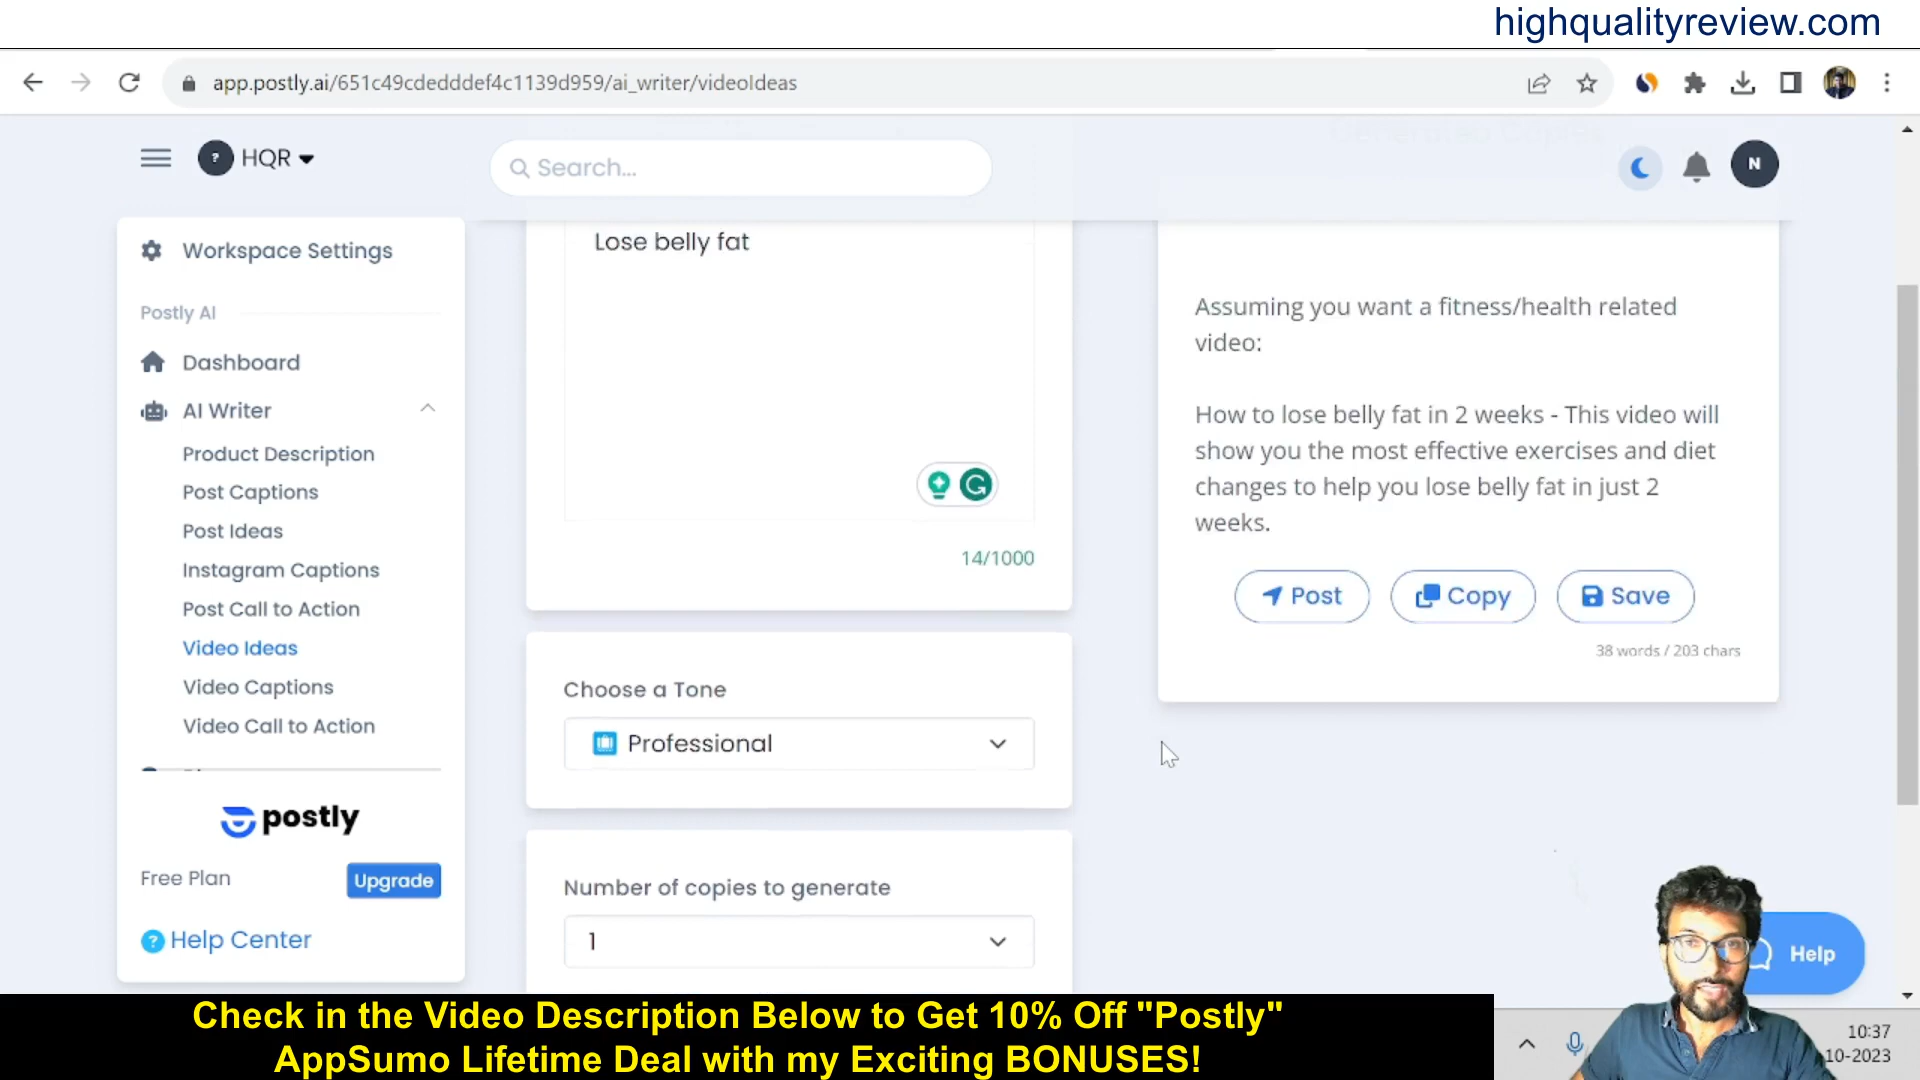 highqualityreview.com
app.postly.ai/651c49cdedddef4c1139d959/ai_writer/videoIdeas
Generated Copies
? HQR
Search...
N
Workspace Settings
Postly AI
Dashboard
AI Writer
Product Description
Post Captions
Post Ideas
Instagram Captions
Post Call to Action
Video Ideas
Video Captions
Video Call to Action
postly
Free Plan
Upgrade
? Help Center
Lose belly fat
14/1000
Choose a Tone
Professional
Number of copies to generate
1
Assuming you want a fitness/health related
video:
How to lose belly fat in 2 weeks - This video will
show you the most effective exercises and diet
changes to help you lose belly fat in just 2
weeks.
Post
Copy
Save
38 words / 203 chars
Help
Check in the Video Description Below to Get 10% Off "Postly"
AppSumo Lifetime Deal with my Exciting BONUSES!
10:37
10-2023